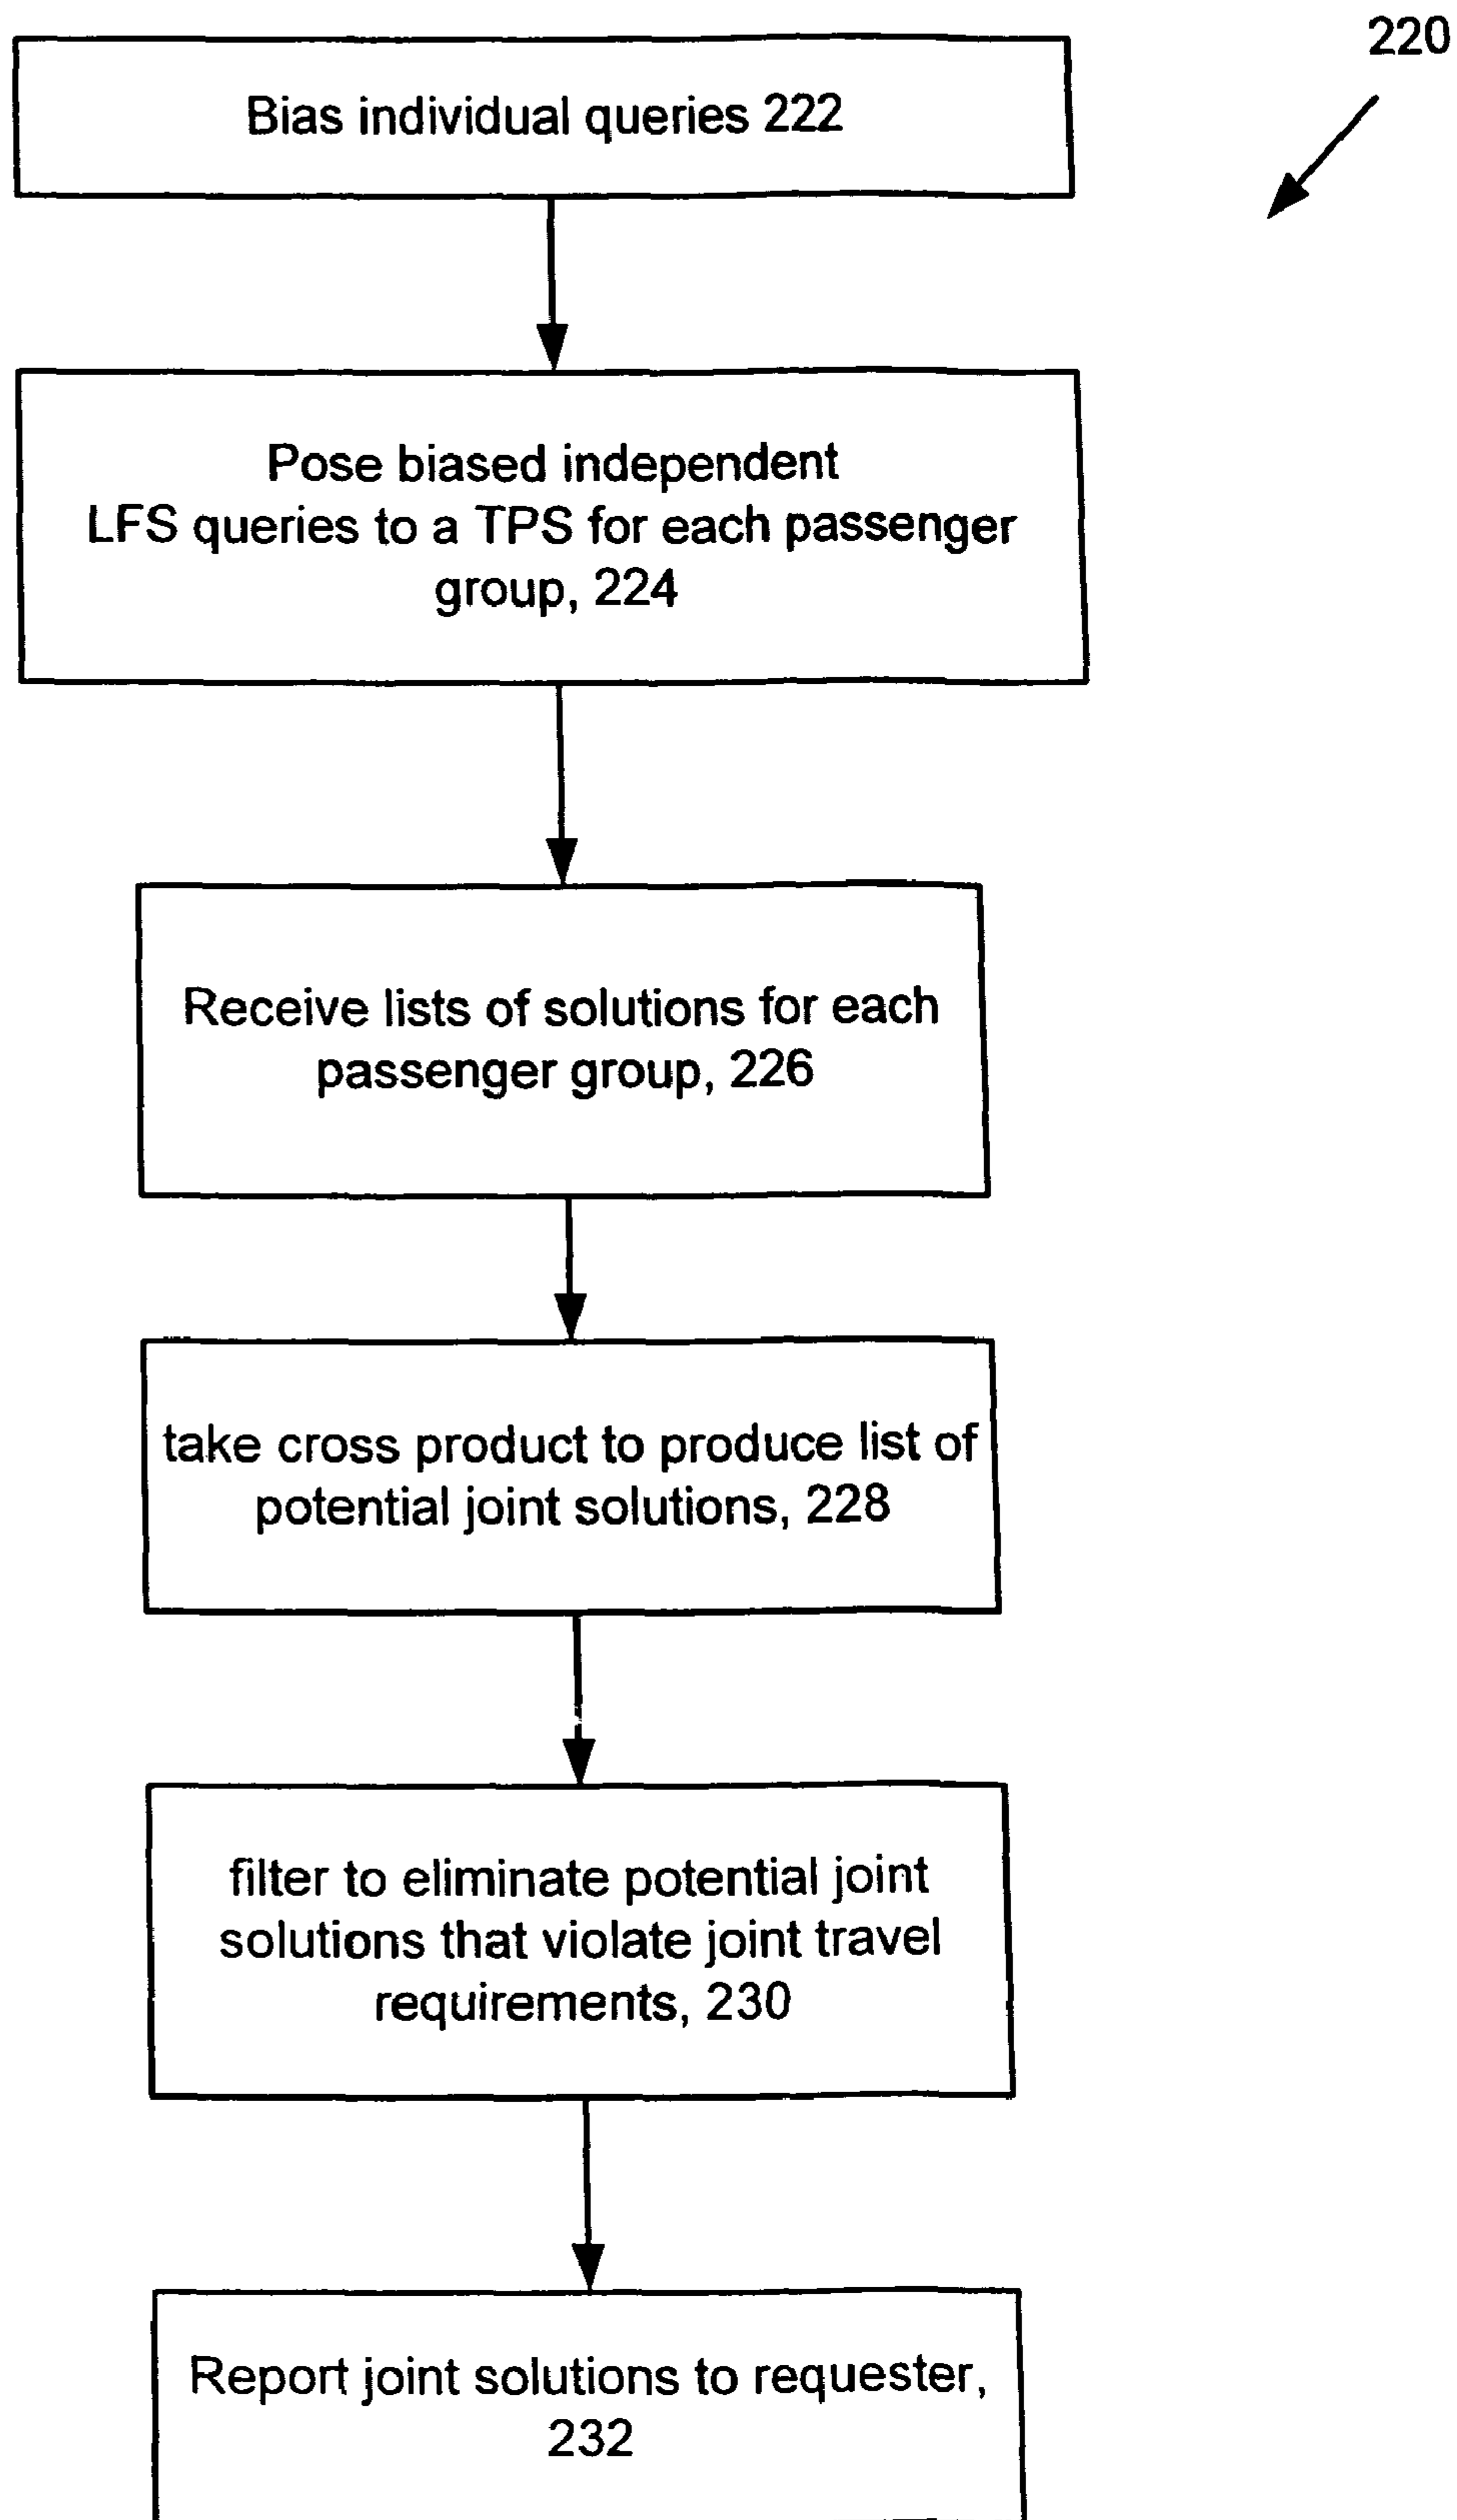 220
Bias individual queries 222
Pose biased independent
LFS queries to a TPS for each passenger
group, 224
Receive lists of solutions for each
passenger group, 226
take cross product to produce list of
potential joint solutions, 228
filter to eliminate potential joint
solutions that violate joint travel
requirements, 230
Report joint solutions to requester,
232